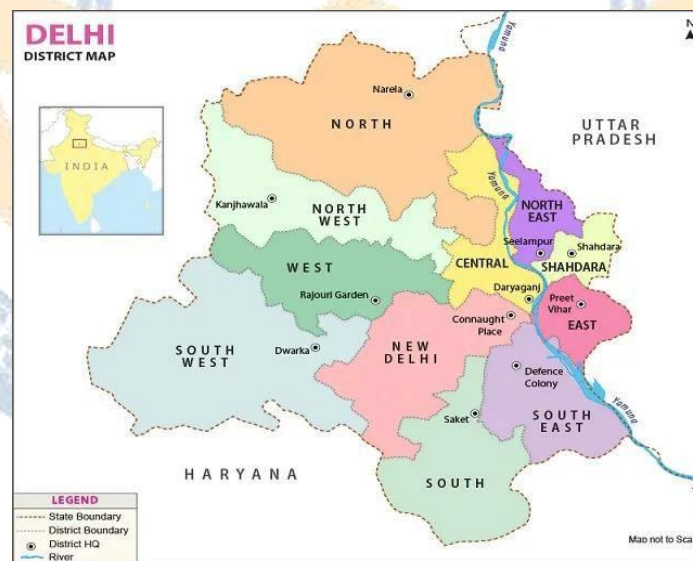 DELHI
DISTRICT MAP
N
Yamuna
Narela
NORTH
UTTAR
PRADESH
INDIA
Yamuna
Kanjhawala
NORTH
WEST
NORTH
EAST
Seelampur
Shahdara
WEST
CENTRAL
SHAHDARA
Rajouri Garden
Daryaganj
Preet
Vihar
Connaught
Place
EAST
SOUTH
WEST
Dwarka
NEW
DELHI
Defence
Colony
Yamuna
Saket
SOUTH
EAST
HARYANA
SOUTH
LEGEND
State Boundary
District Boundary
District HQ
River
Map not to Sca